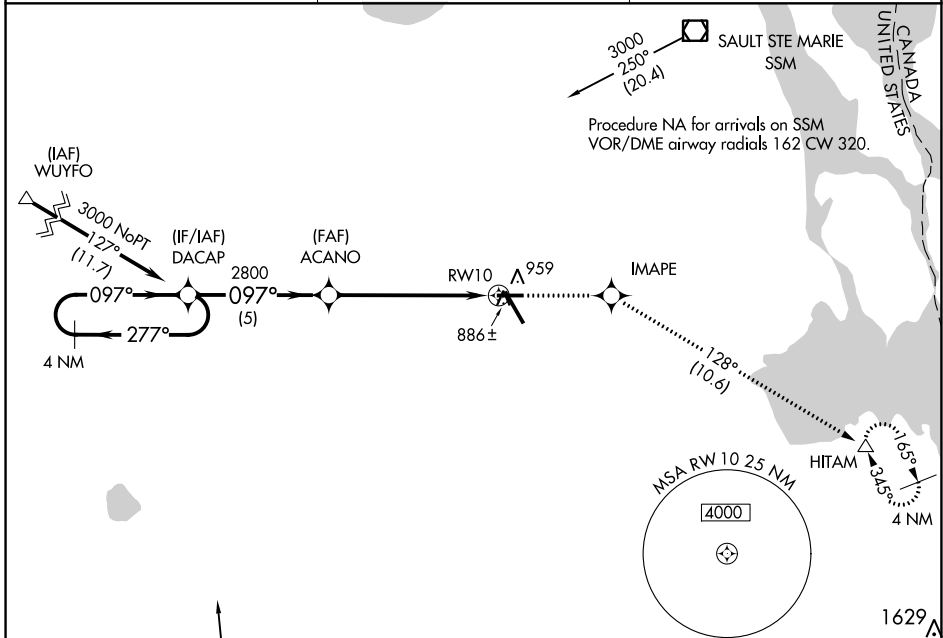 SAULT STE MARIE
SSM
3000
250°
(20.4)
CANADA
UNITED STATES
Procedure NA for arrivals on SSM
VOR/DME airway radials 162 CW 320.
(IAF)
WUYFO
3000 NoPT
127°
(11.7)
(IF/IAF)
DACAP
(FAF)
ACANO
2800
097°
(5)
097°
277°
4 NM
RW10
959
886±
IMAPE
128°
(10.6)
HITAM
165°
345°
4 NM
MSA RW 10 25 NM
4000
1629